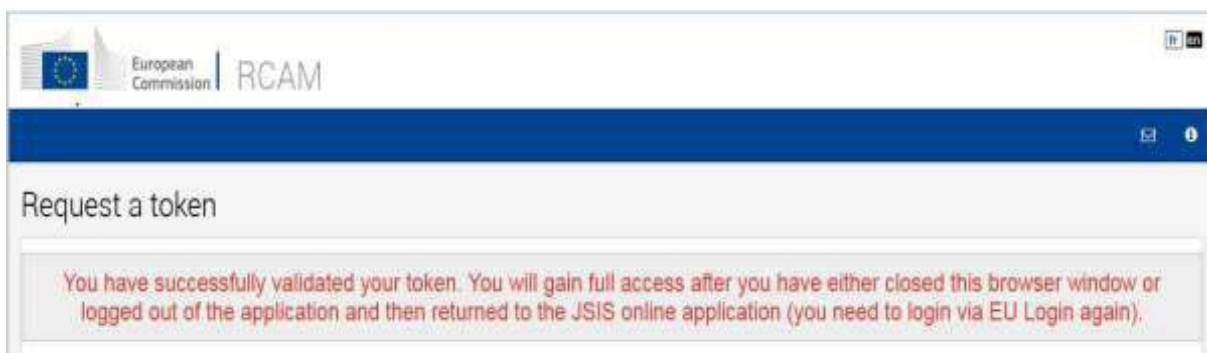 European
Commission
RCAM
fr en
Request a token
You have successfully validated your token. You will gain full access after you have either closed this browser window or
logged out of the application and then returned to the JSIS online application (you need to login via EU Login again).